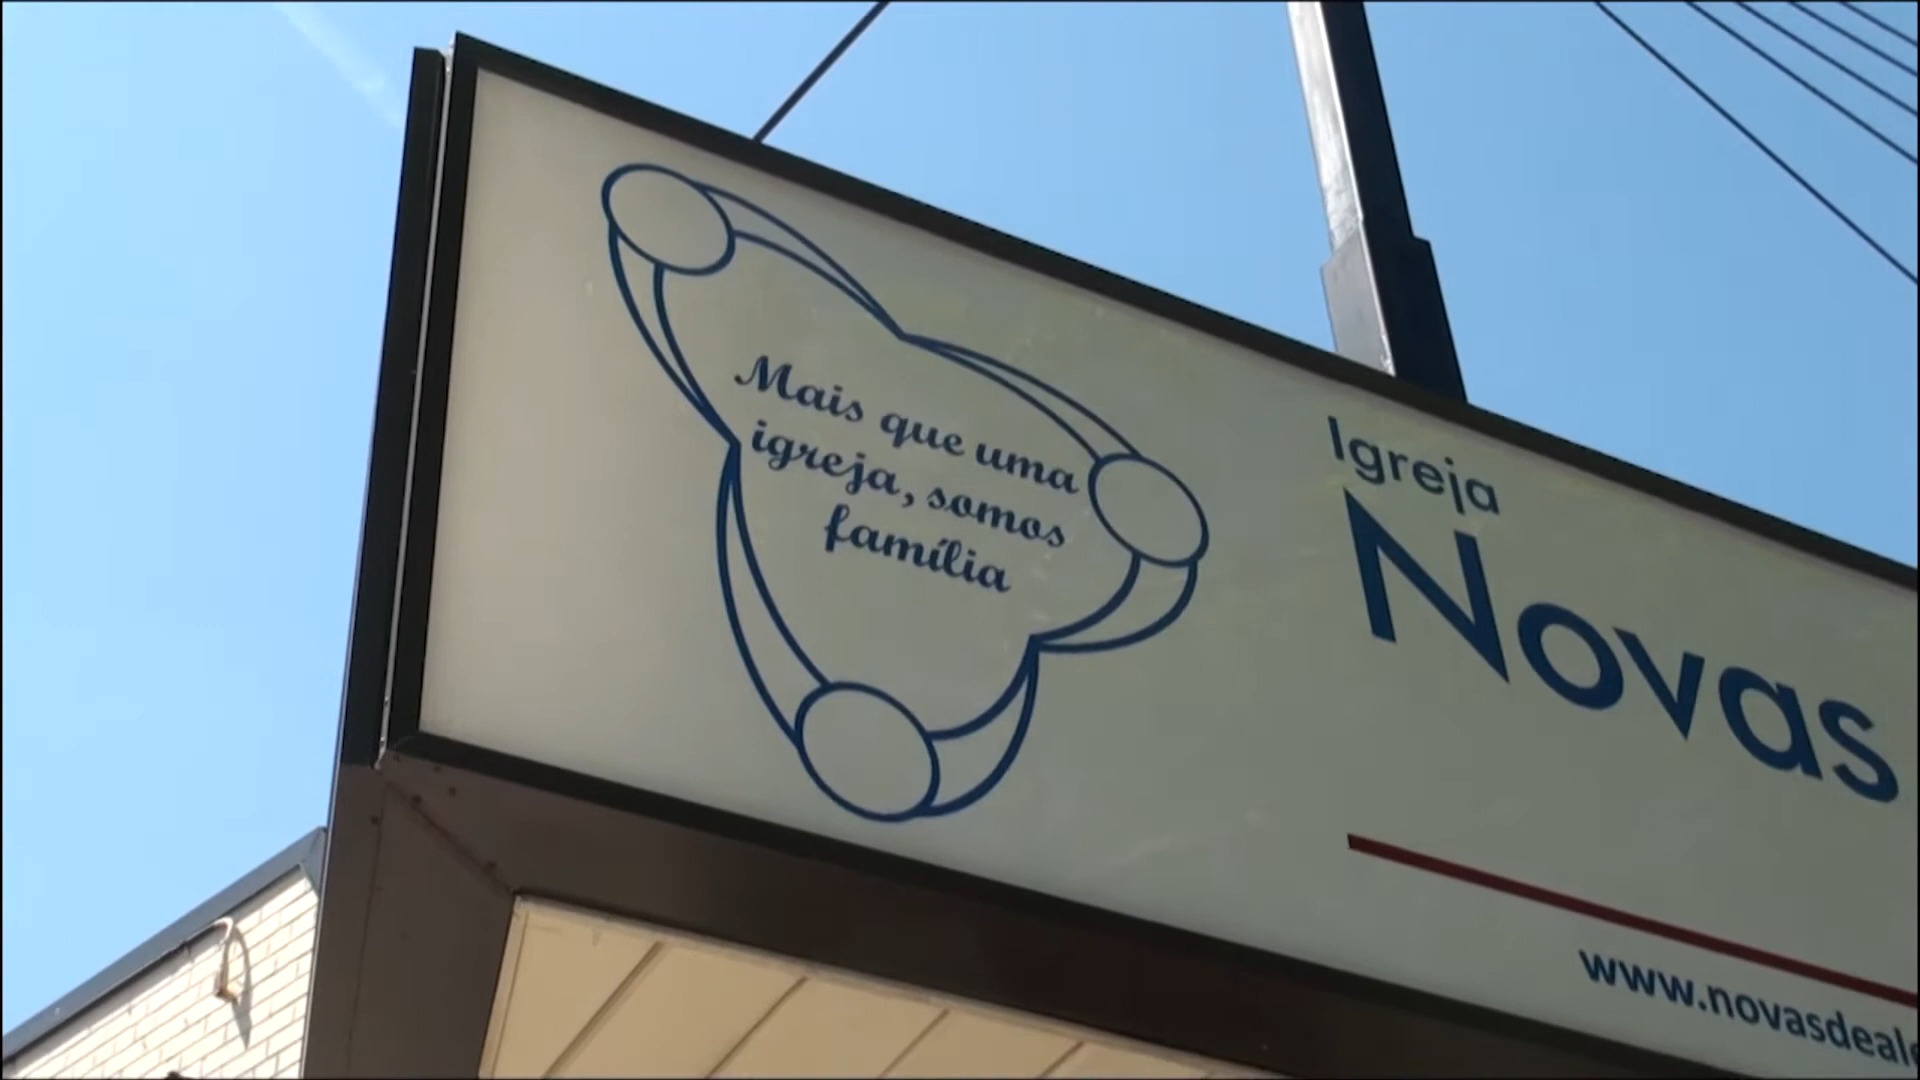 Mais que uma
igreja, somos
família
Igreja
Novas
www.novasdeale